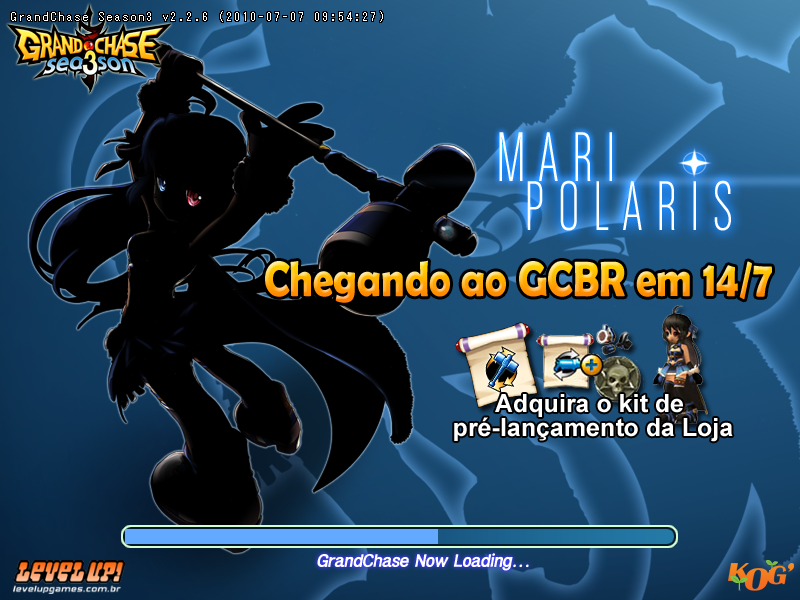 GrandChase Season3 v2.2.6 (2010-07-07 09:54:27)
GRAND CHASE
sea3son
MARI
POLARIS
Chegando ao GCBR em 14/7
Adquira o kit de
pré-lançamento da Loja
GrandChase Now Loading...
LEVEL UP!
levelupgames.com.br
KOG'